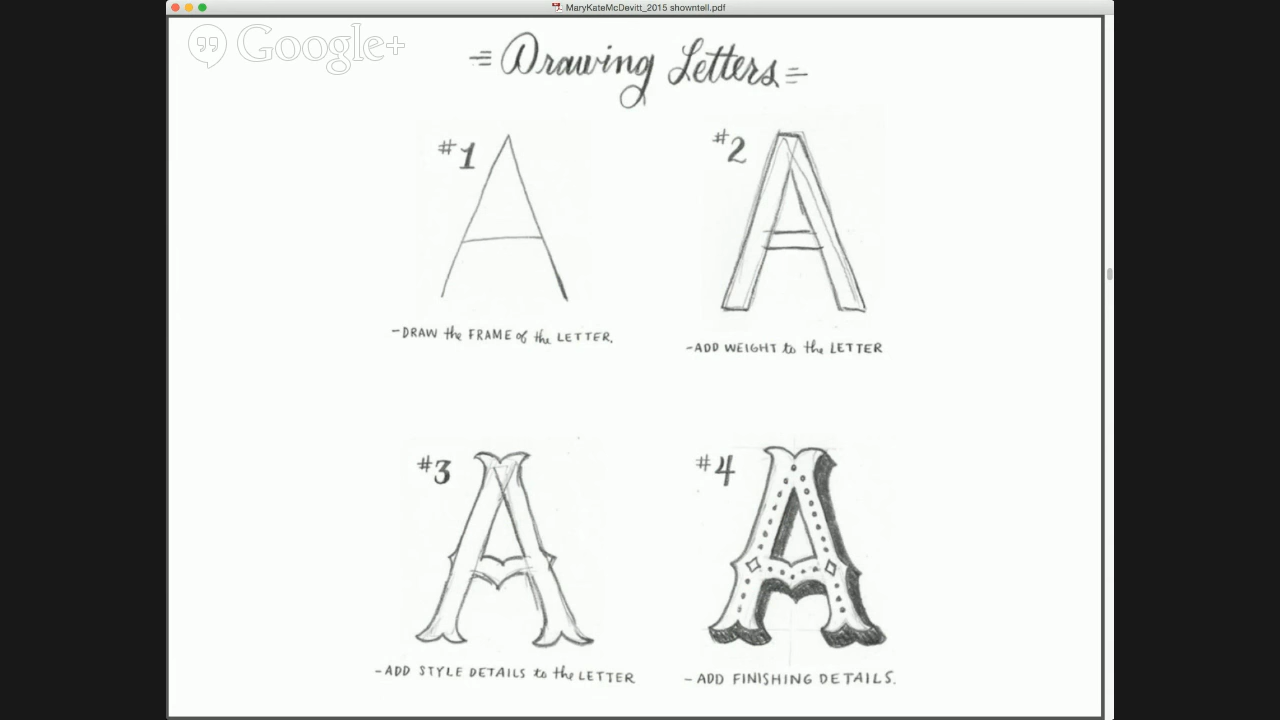 MaryKateMcDevitt_2015 showntell.pdf
Google+
= Drawing Letters =
#1
#2
-DRAW the FRAME of the LETTER.
-ADD WEIGHT to the LETTER
#3
#4
-ADD STYLE DETAILS to the LETTER
- ADD FINISHING DETAILS.